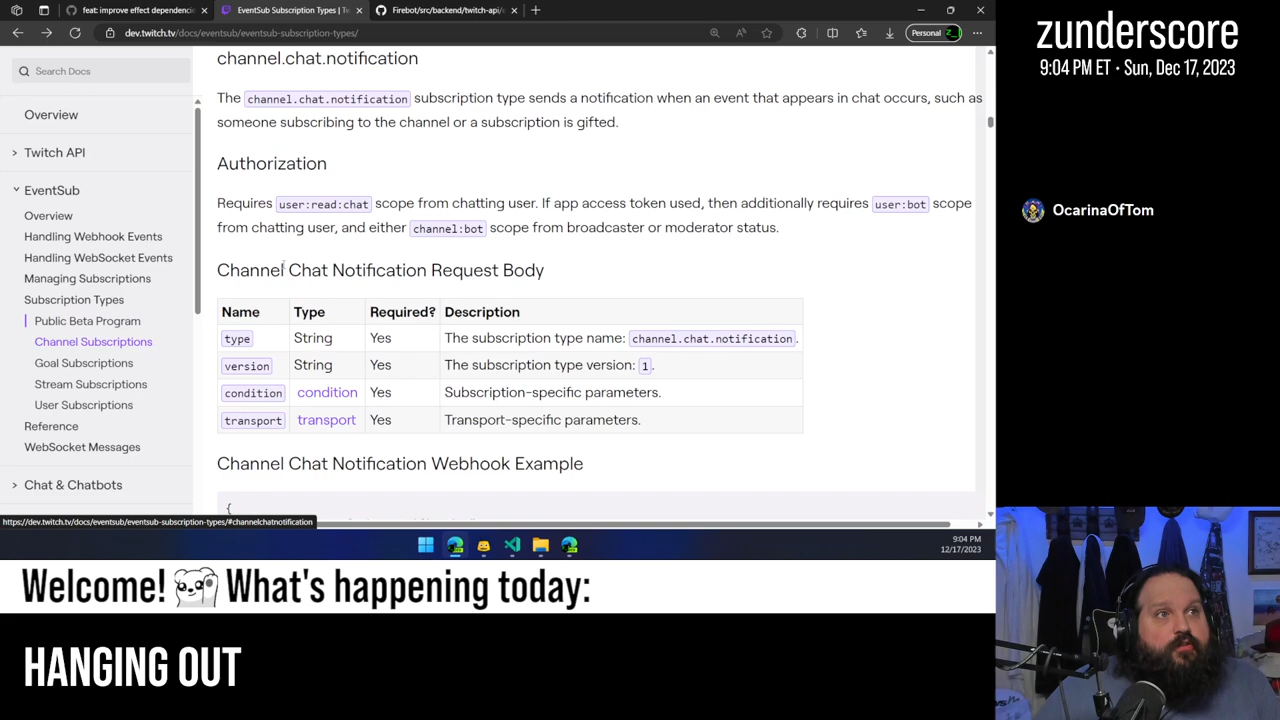 feat: improve effect dependenci
EventSub Subscription Types | Tw
Firebot/src/backend/twitch-api/
dev.twitch.tv/docs/eventsub/eventsub-subscription-types/
Personal
Search Docs
Overview
Twitch API
EventSub
Overview
Handling Webhook Events
Handling WebSocket Events
Managing Subscriptions
Subscription Types
Public Beta Program
Channel Subscriptions
Goal Subscriptions
Stream Subscriptions
User Subscriptions
Reference
WebSocket Messages
Chat & Chatbots
https://dev.twitch.tv/docs/eventsub/eventsub-subscription-types/#channelchatnotification
channel.chat.notification
The channel.chat.notification subscription type sends a notification when an event that appears in chat occurs, such as
someone subscribing to the channel or a subscription is gifted.
Authorization
Requires user:read:chat scope from chatting user. If app access token used, then additionally requires user:bot scope
from chatting user, and either channel:bot scope from broadcaster or moderator status.
Channel Chat Notification Request Body
Name Type Required? Description
type String Yes The subscription type name: channel.chat.notification.
version String Yes The subscription type version: 1.
condition condition Yes Subscription-specific parameters.
transport transport Yes Transport-specific parameters.
Channel Chat Notification Webhook Example
{
9:04 PM
12/17/2023
zunderscore
9:04 PM ET • Sun, Dec 17, 2023
OcarinaOfTom
Welcome! What's happening today:
HANGING OUT